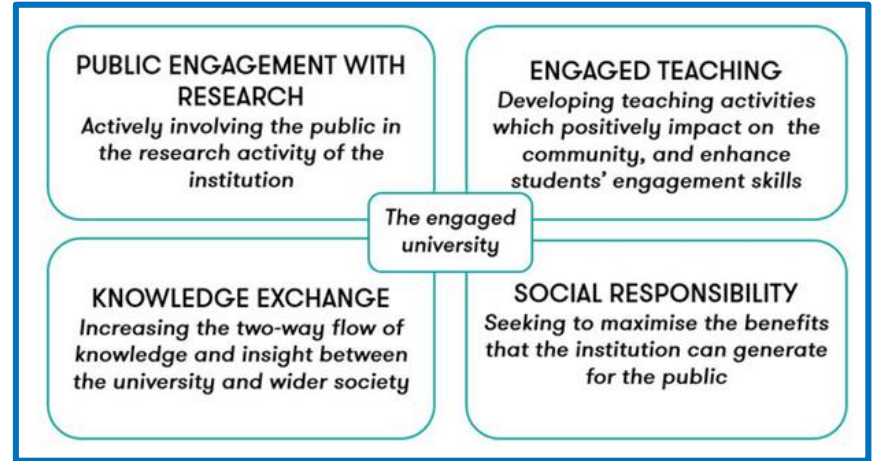 PUBLIC ENGAGEMENT WITH
RESEARCH
Actively involving the public in
the research activity of the
institution
ENGAGED TEACHING
Developing teaching activities
which positively impact on the
community, and enhance
students' engagement skills
The engaged
university
KNOWLEDGE EXCHANGE
Increasing the two-way flow of
knowledge and insight between
the university and wider society
SOCIAL RESPONSIBILITY
Seeking to maximise the benefits
that the institution can generate
for the public